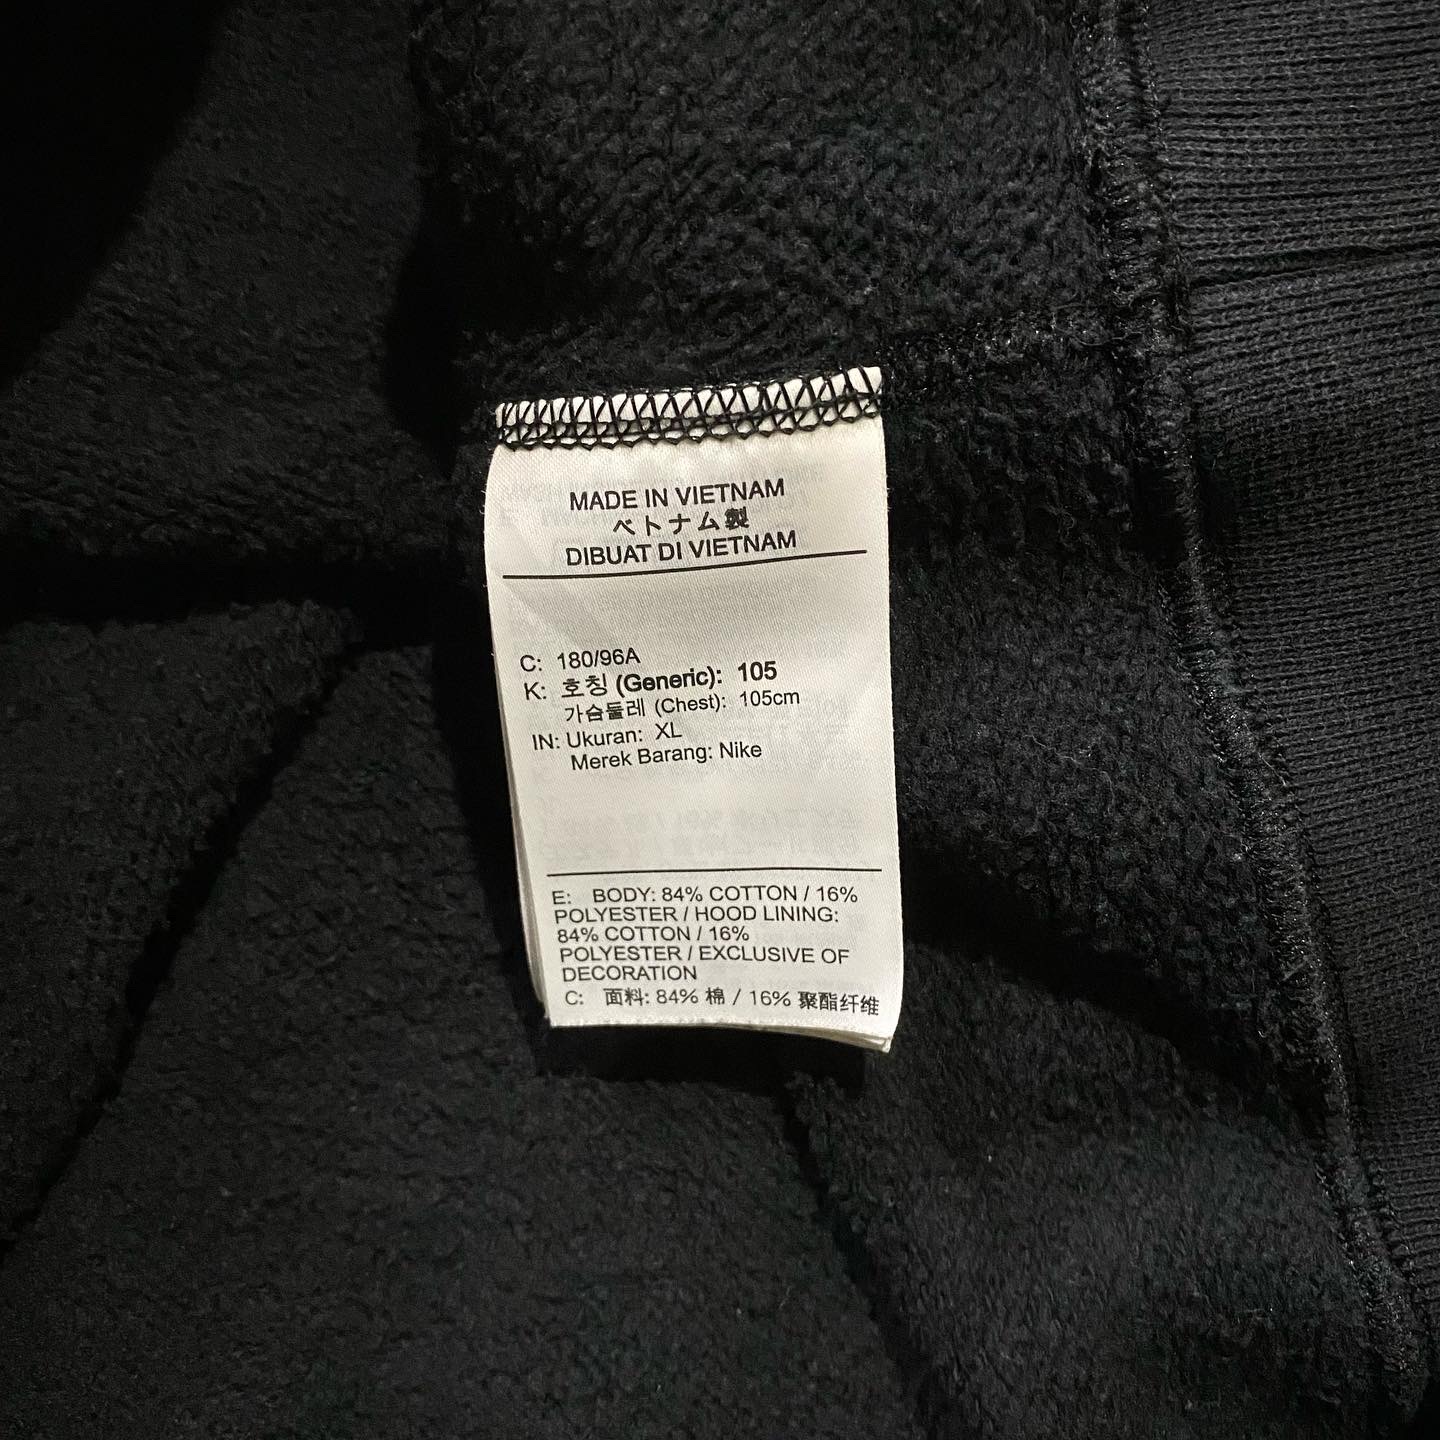 MADE IN VIETNAM
ベトナム製
DIBUAT DI VIETNAM
C: 180/96A
K: 호칭 (Generic): 105
가슴둘레 (Chest): 105cm
IN: Ukuran: XL
Merek Barang: Nike
E: BODY: 84% COTTON / 16%
POLYESTER / HOOD LINING:
84% COTTON / 16%
POLYESTER / EXCLUSIVE OF
DECORATION
C: 面料: 84% 棉 / 16% 聚酯纤维